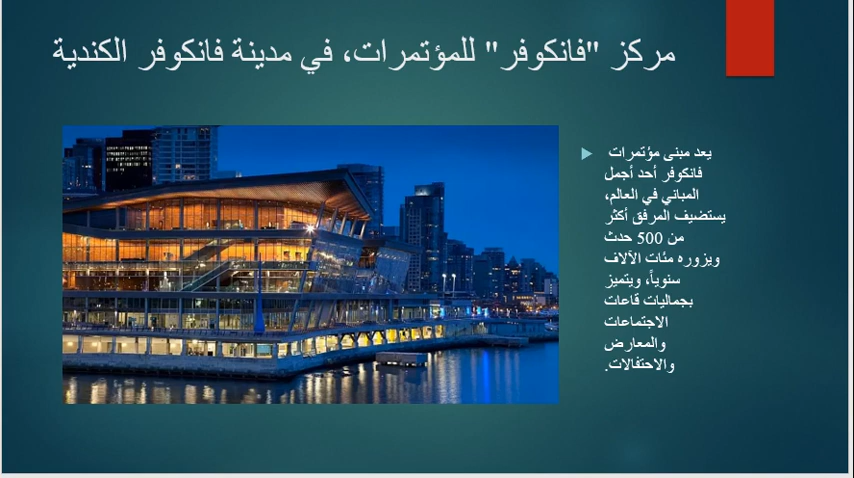 مركز "فانكوفر" للمؤتمرات، في مدينة فانكوفر الكندية
يعد مبنى مؤتمرات
فانكوفر أحد أجمل
المباني في العالم،
يستضيف المرفق أكثر
من 500 حدث
ويزوره مئات الآلاف
سنوياً، ويتميز
بجماليات قاعات
الاجتماعات
والمعارض
والاحتفالات.